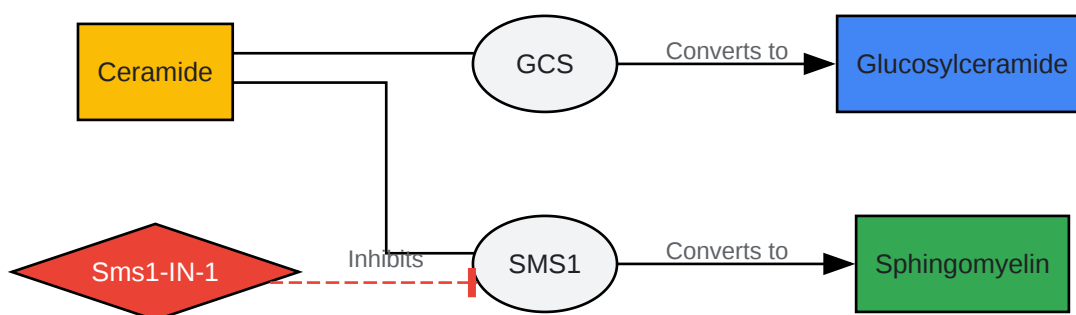 Ceramide
GCS
Converts to
Glucosylceramide
Sms1-IN-1
Inhibits
SMS1
Converts to
Sphingomyelin